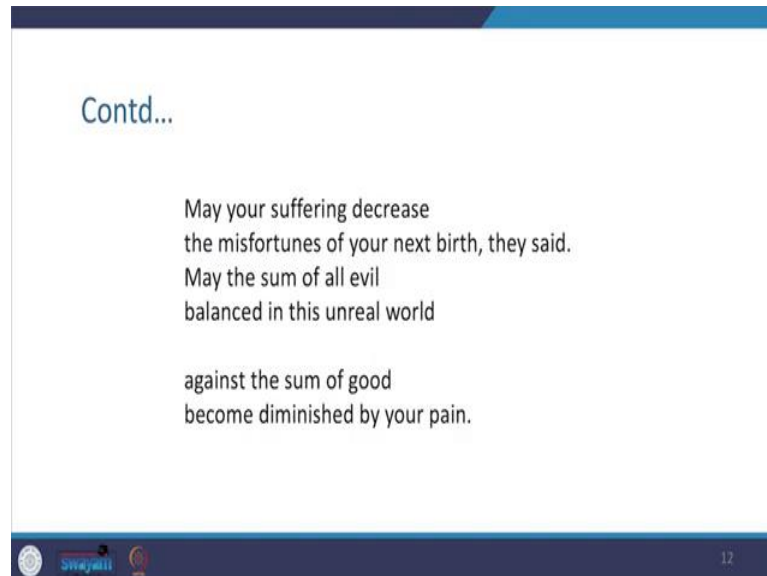 Contd...
May your suffering decrease
the misfortunes of your next birth, they said.
May the sum of all evil
balanced in this unreal world
against the sum of good
become diminished by your pain.
swayam
12